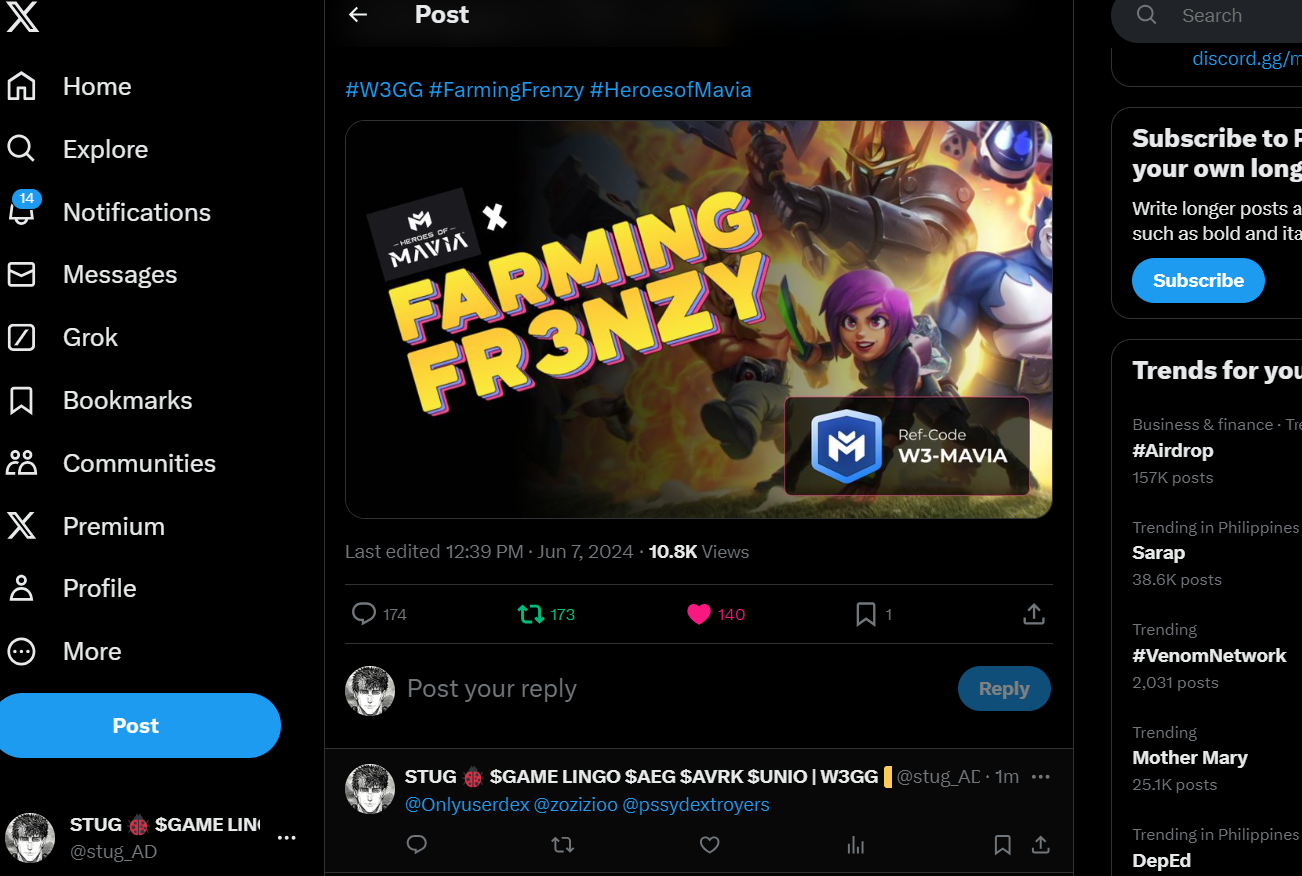 Home
Explore
14
Notifications
Messages
Grok
Bookmarks
Communities
Premium
Profile
More
Post
STUG 🐞 $GAME LIN
@stug_AD
Post
#W3GG #FarmingFrenzy #HeroesofMavia
HEROES OF
MAVIA
X
FARMING
FR3NZY
Ref-Code
W3-MAVIA
Last edited 12:39 PM · Jun 7, 2024 · 10.8K Views
174
173
140
1
Post your reply
Reply
STUG 🐞 $GAME LINGO $AEG $AVRK $UNIO | W3GG @stug_AD · 1m
@Onlyuserdex @zozizioo @pssydextroyers
Search
discord.gg/m
Subscribe to
your own long
Write longer posts a
such as bold and ita
Subscribe
Trends for you
Business & finance · Tre
#Airdrop
157K posts
Trending in Philippines
Sarap
38.6K posts
Trending
#VenomNetwork
2,031 posts
Trending
Mother Mary
25.1K posts
Trending in Philippines
DepEd